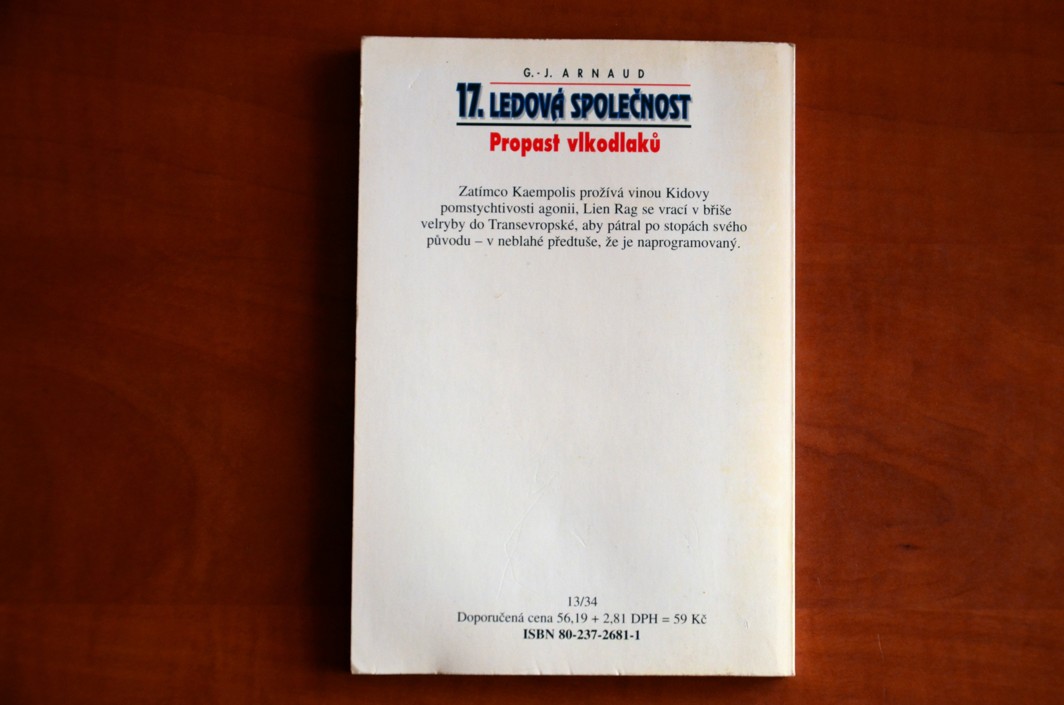 G.-J. ARNAUD
17. LEDOVÁ SPOLEČNOST
Propast vlkodlaků
Zatímco Kaempolis prožívá vinou Kidovy
pomstychtivosti agonii, Lien Rag se vrací v břiše
velryby do Transevropské, aby pátral po stopách svého
původu – v neblahé předtuše, že je naprogramovaný.
13/34
Doporučená cena 56,19 + 2,81 DPH = 59 Kč
ISBN 80-237-2681-1